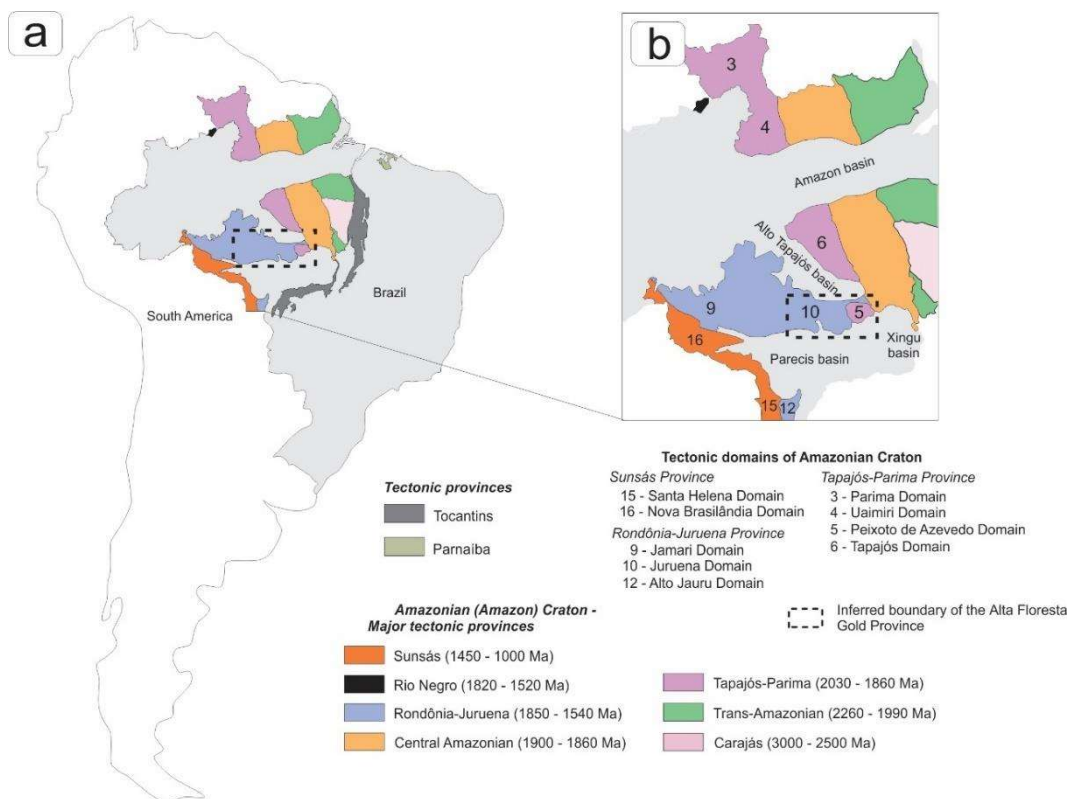 a
South America
Brazil
b
3
4
Amazon basin
Alto Tapajós basin
6
9
10
5
16
Xingu
basin
Parecis basin
15
12
Tectonic provinces
Tocantins
Parnaíba
Tectonic domains of Amazonian Craton
Sunsás Province
15 - Santa Helena Domain
16 - Nova Brasilândia Domain
Rondônia-Juruena Province
9 - Jamari Domain
10 - Juruena Domain
12 - Alto Jauru Domain
Tapajós-Parima Province
3 - Parima Domain
4 - Uaimiri Domain
5 - Peixoto de Azevedo Domain
6 - Tapajós Domain
Inferred boundary of the Alta Floresta
Gold Province
Amazonian (Amazon) Craton -
Major tectonic provinces
Sunsás (1450 - 1000 Ma)
Rio Negro (1820 - 1520 Ma)
Rondônia-Juruena (1850 - 1540 Ma)
Central Amazonian (1900 - 1860 Ma)
Tapajós-Parima (2030 - 1860 Ma)
Trans-Amazonian (2260 - 1990 Ma)
Carajás (3000 - 2500 Ma)